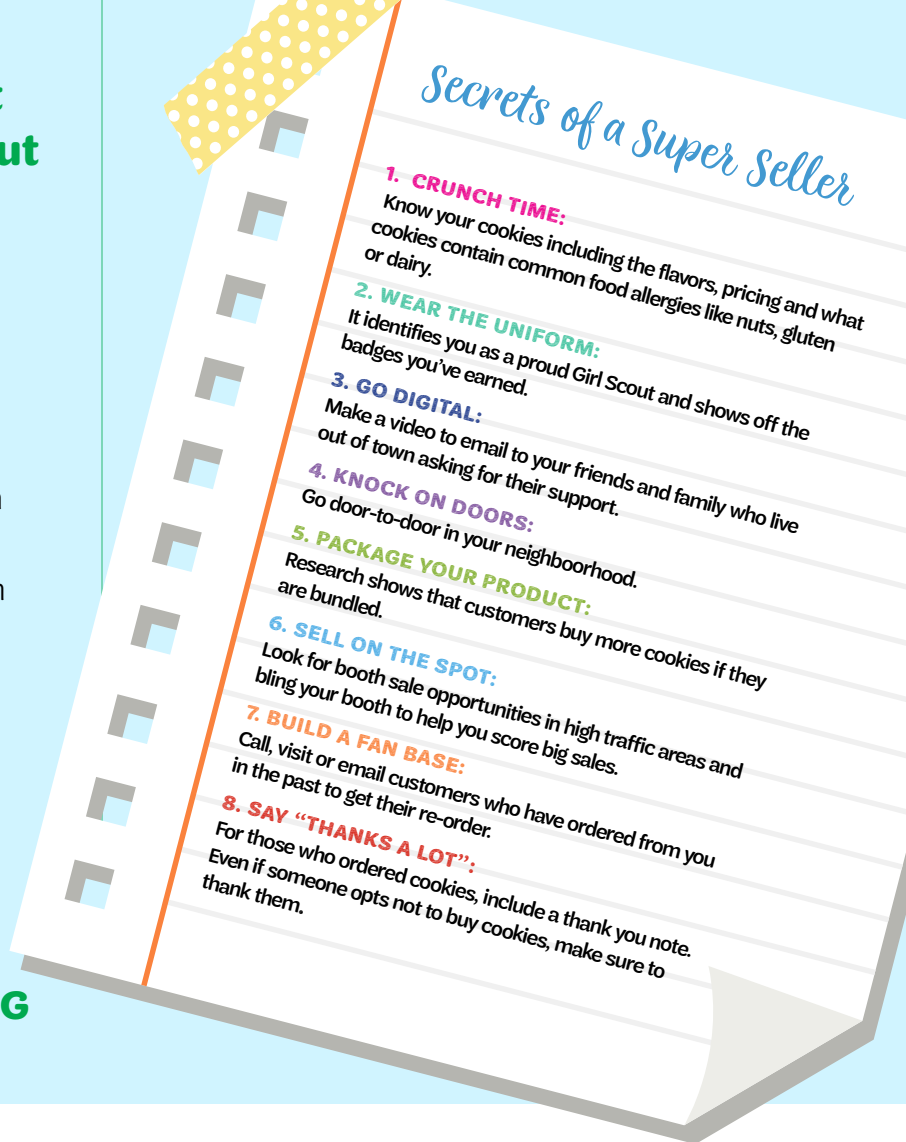 ut
G
Secrets of a Super Seller
1. CRUNCH TIME:
Know your cookies including the flavors, pricing and what
cookies contain common food allergies like nuts, gluten
or dairy.
2. WEAR THE UNIFORM:
It identifies you as a proud Girl Scout and shows off the
badges you’ve earned.
3. GO DIGITAL:
Make a video to email to your friends and family who live
out of town asking for their support.
4. KNOCK ON DOORS:
Go door-to-door in your neighboorhood.
5. PACKAGE YOUR PRODUCT:
Research shows that customers buy more cookies if they
are bundled.
6. SELL ON THE SPOT:
Look for booth sale opportunities in high traffic areas and
bling your booth to help you score big sales.
7. BUILD A FAN BASE:
Call, visit or email customers who have ordered from you
in the past to get their re-order.
8. SAY “THANKS A LOT”:
For those who ordered cookies, include a thank you note.
Even if someone opts not to buy cookies, make sure to
thank them.